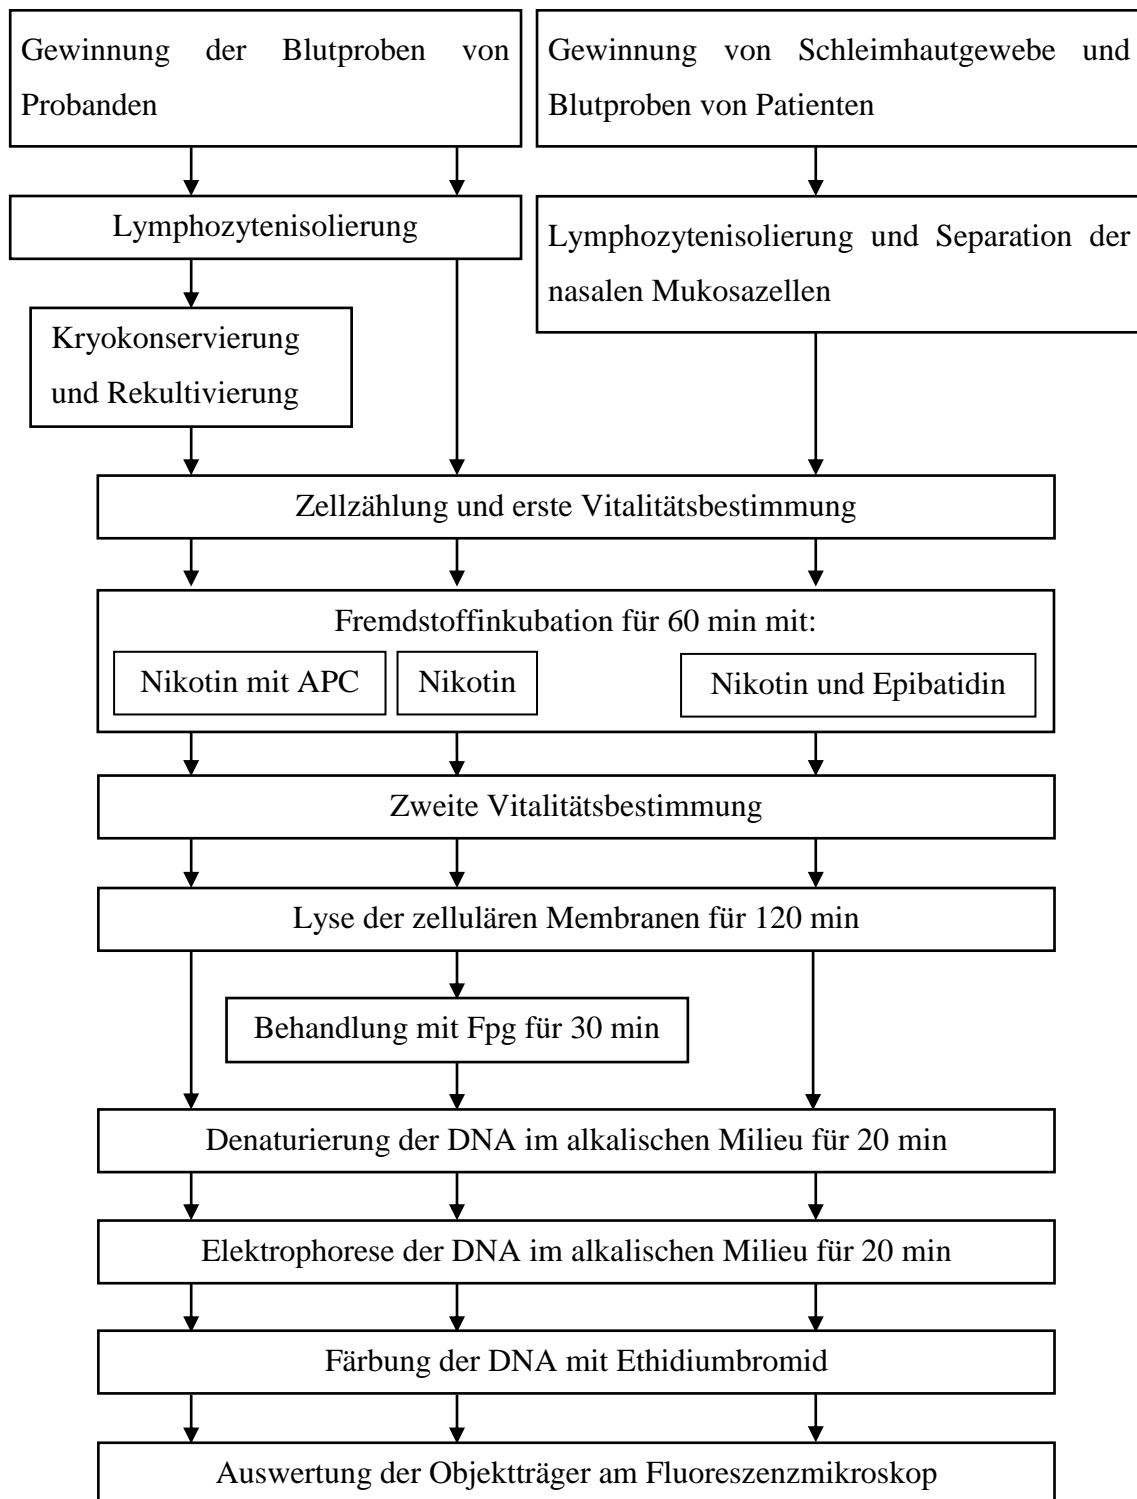 Gewinnung der Blutproben von
Probanden
Gewinnung von Schleimhautgewebe und
Blutproben von Patienten
Lymphozytenisolierung
Lymphozytenisolierung und Separation der
nasalen Mukosazellen
Kryokonservierung
und Rekultivierung
Zellzählung und erste Vitalitätsbestimmung
Fremdstoffinkubation für 60 min mit:
Nikotin mit APC
Nikotin
Nikotin und Epibatidin
Zweite Vitalitätsbestimmung
Lyse der zellulären Membranen für 120 min
Behandlung mit Fpg für 30 min
Denaturierung der DNA im alkalischen Milieu für 20 min
Elektrophorese der DNA im alkalischen Milieu für 20 min
Färbung der DNA mit Ethidiumbromid
Auswertung der Objektträger am Fluoreszenzmikroskop